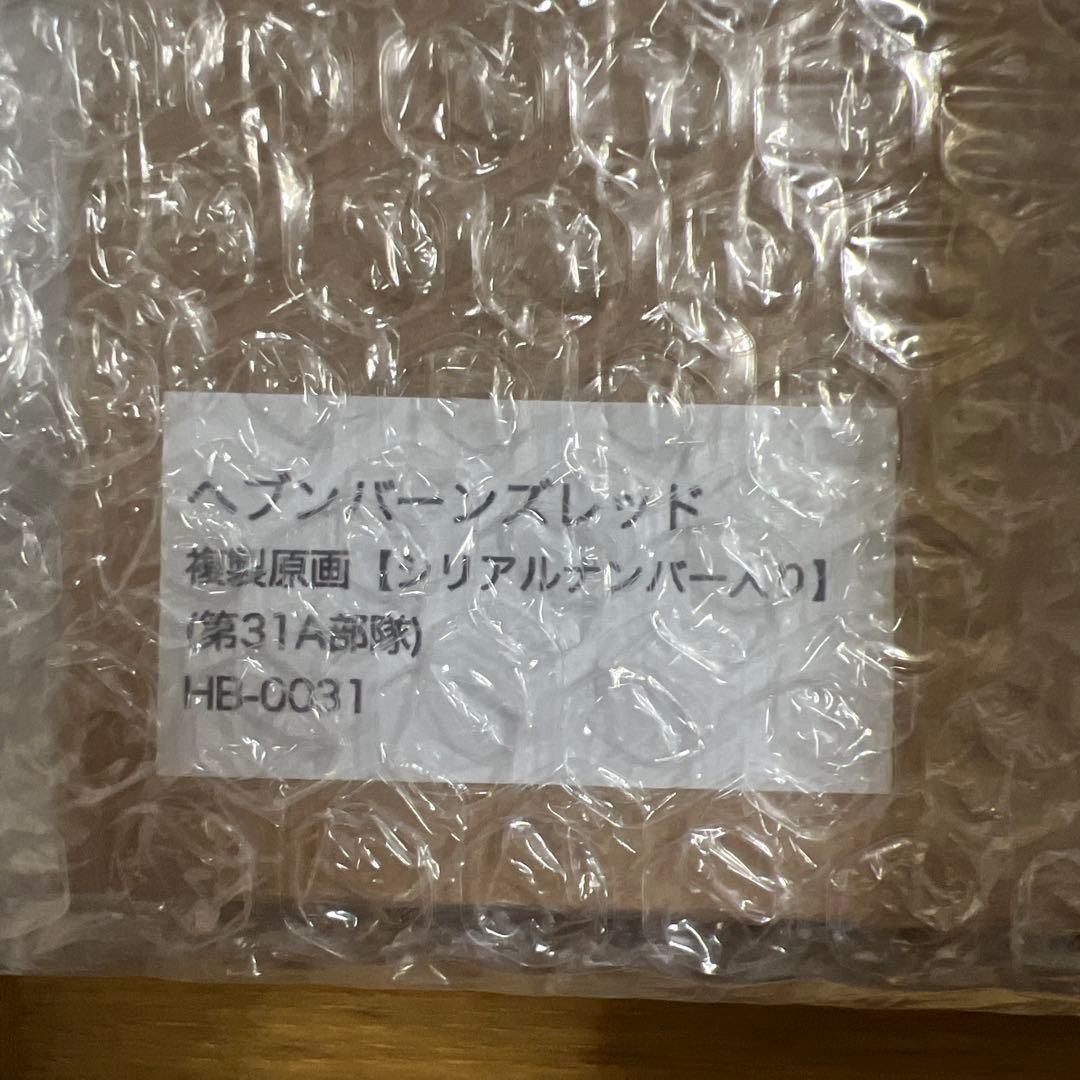 ヘブンバーンズレッド
複製原画【シリアルナンバー入り】
(第31A部隊)
HB-0031